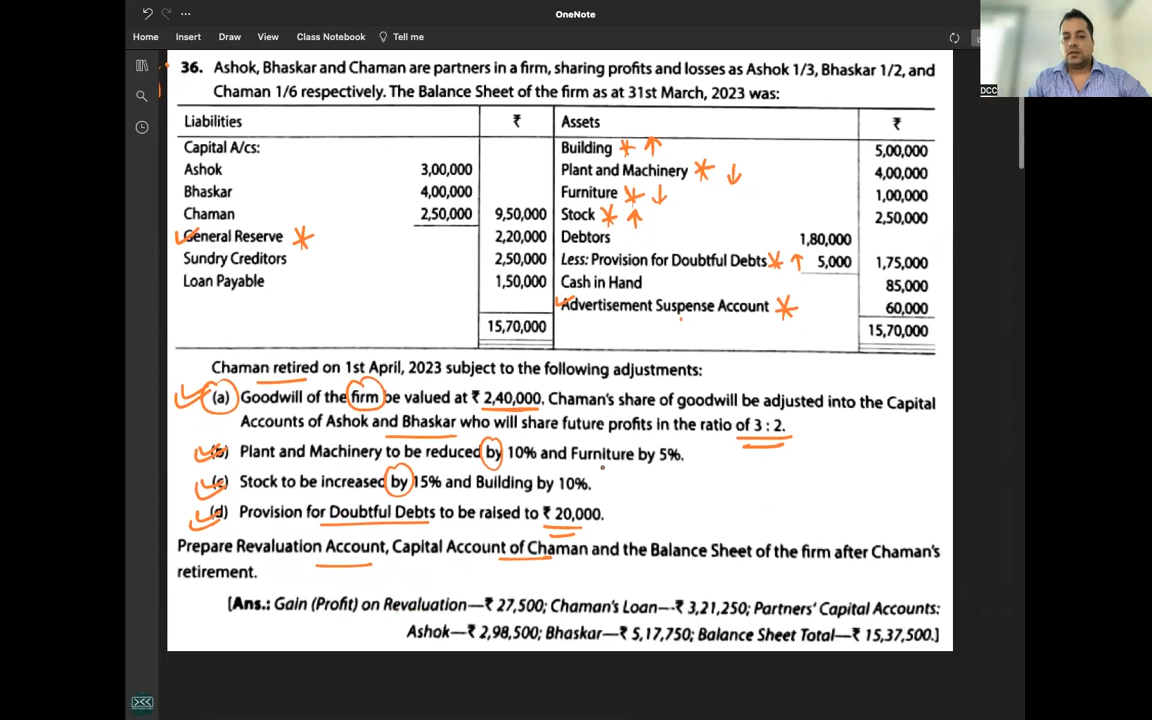 OneNote
Home Insert Draw View Class Notebook Tell me
DCC
36. Ashok, Bhaskar and Chaman are partners in a firm, sharing profits and losses as Ashok 1/3, Bhaskar 1/2, and
Chaman 1/6 respectively. The Balance Sheet of the firm as at 31st March, 2023 was:
Liabilities ₹ Assets ₹
Capital A/cs: Building 5,00,000
Ashok 3,00,000 Plant and Machinery 4,00,000
Bhaskar 4,00,000 Furniture 1,00,000
Chaman 2,50,000 9,50,000 Stock 2,50,000
General Reserve 2,20,000 Debtors 1,80,000
Sundry Creditors 2,50,000 Less: Provision for Doubtful Debts 5,000 1,75,000
Loan Payable 1,50,000 Cash in Hand 85,000
Advertisement Suspense Account 60,000
15,70,000 15,70,000
Chaman retired on 1st April, 2023 subject to the following adjustments:
(a) Goodwill of the firm be valued at ₹ 2,40,000. Chaman's share of goodwill be adjusted into the Capital
Accounts of Ashok and Bhaskar who will share future profits in the ratio of 3 : 2.
(b) Plant and Machinery to be reduced by 10% and Furniture by 5%.
(c) Stock to be increased by 15% and Building by 10%.
(d) Provision for Doubtful Debts to be raised to ₹ 20,000.
Prepare Revaluation Account, Capital Account of Chaman and the Balance Sheet of the firm after Chaman's
retirement.
[Ans.: Gain (Profit) on Revaluation—₹ 27,500; Chaman's Loan—₹ 3,21,250; Partners' Capital Accounts:
Ashok—₹ 2,98,500; Bhaskar—₹ 5,17,750; Balance Sheet Total—₹ 15,37,500.]
DCC